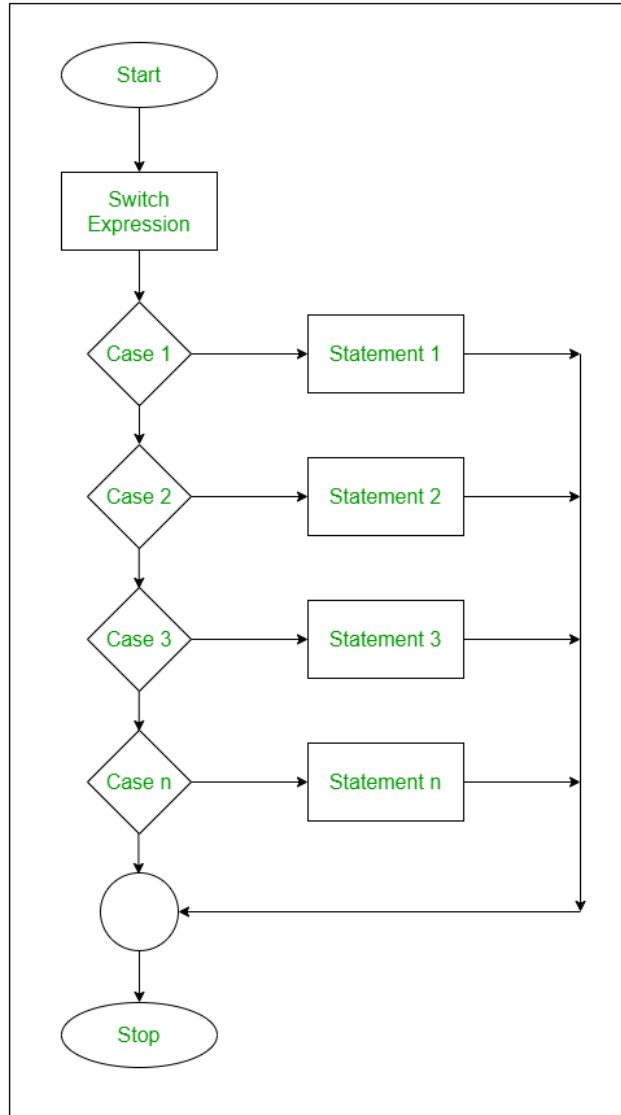 Start
Switch
Expression
Case 1
Statement 1
Case 2
Statement 2
Case 3
Statement 3
Case n
Statement n
Stop